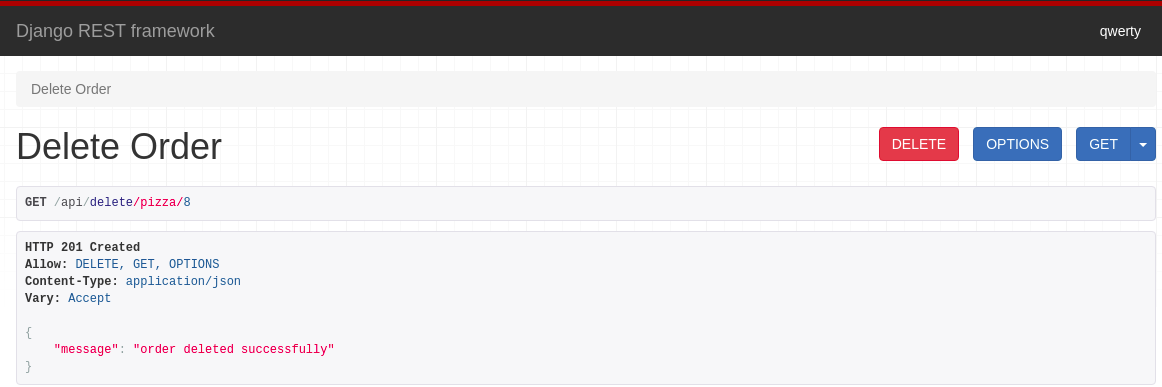 Django REST framework
qwerty
Delete Order
Delete Order
DELETE
OPTIONS
GET
GET /api/delete/pizza/8
HTTP 201 Created
Allow: DELETE, GET, OPTIONS
Content-Type: application/json
Vary: Accept
{
    "message": "order deleted successfully"
}